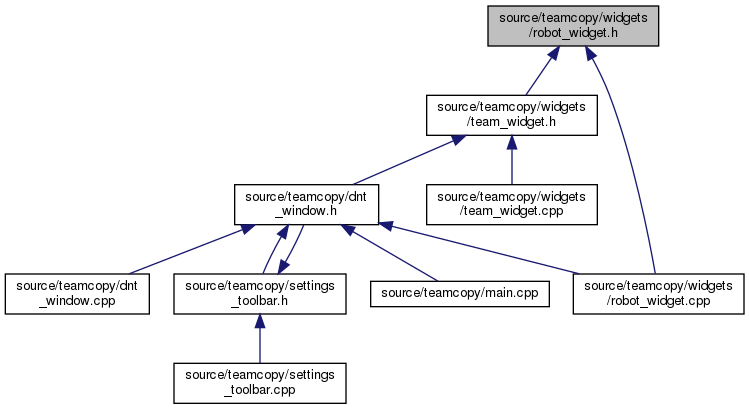 source/teamcopy/widgets
/robot_widget.h
source/teamcopy/widgets
/team_widget.h
source/teamcopy/dnt
_window.h
source/teamcopy/widgets
/team_widget.cpp
source/teamcopy/dnt
_window.cpp
source/teamcopy/settings
_toolbar.h
source/teamcopy/main.cpp
source/teamcopy/widgets
/robot_widget.cpp
source/teamcopy/settings
_toolbar.cpp